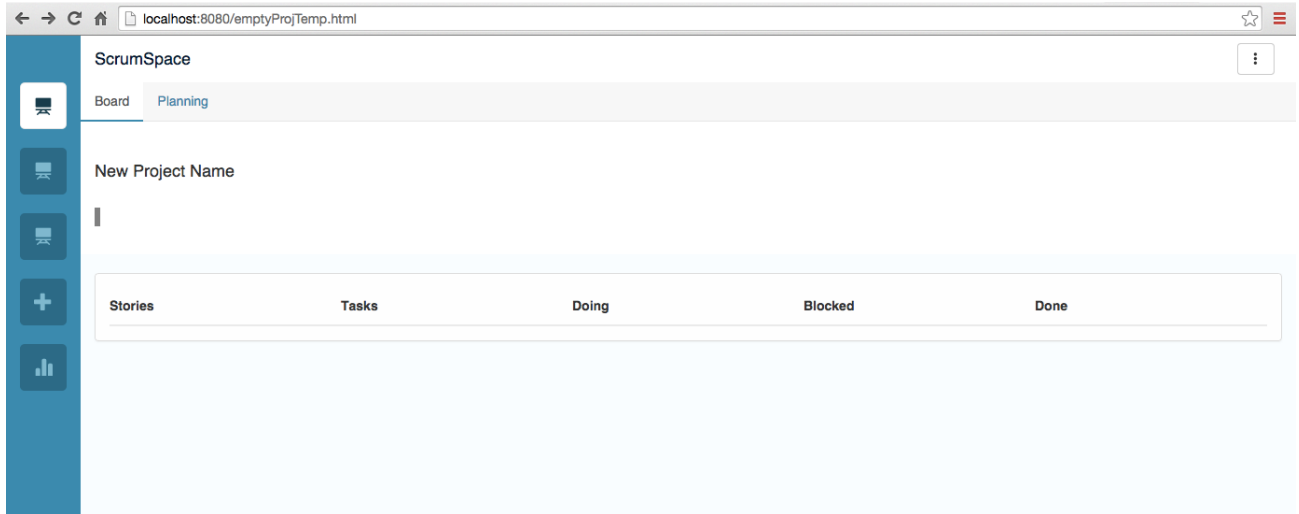 localhost:8080/emptyProjTemp.html
ScrumSpace
Board Planning
New Project Name
Stories Tasks Doing Blocked Done